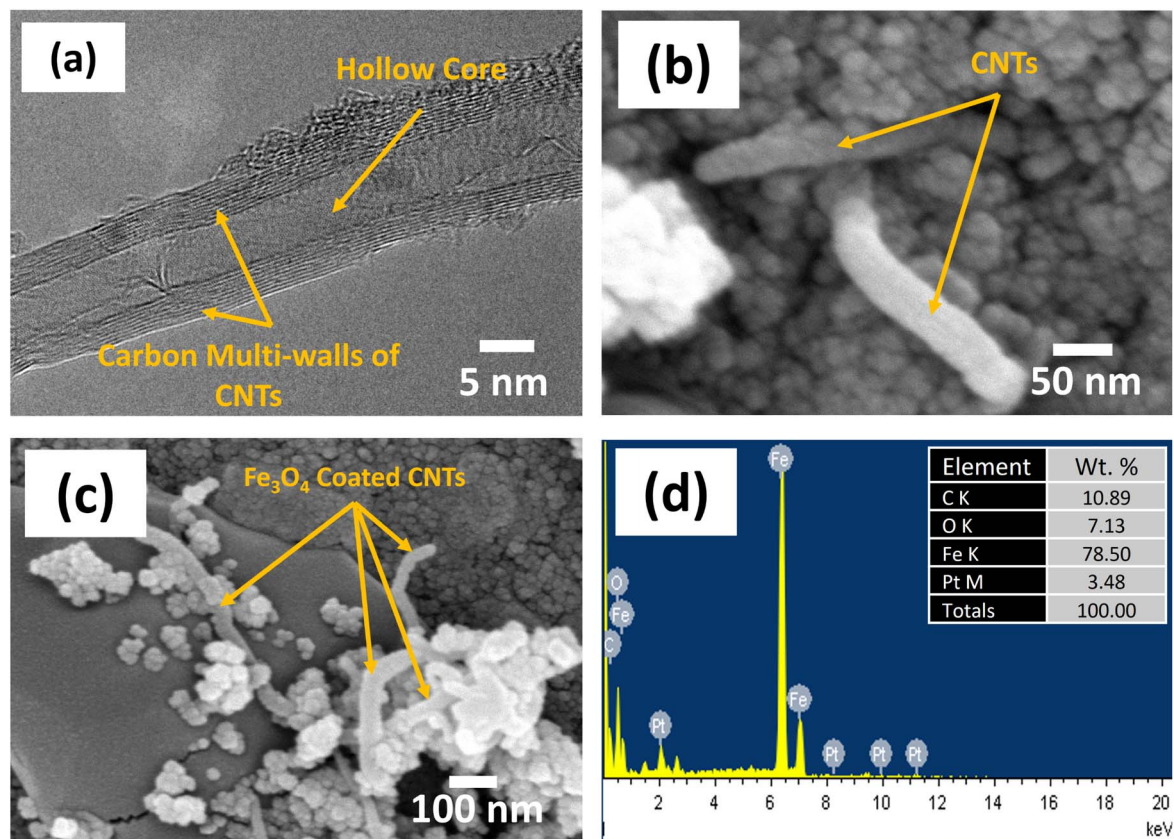 (a)
Hollow Core
Carbon Multi-walls of
CNTs
5 nm
(b)
CNTs
50 nm
(c)
Fe₃O₄ Coated CNTs
100 nm
(d)
Element Wt. %
C K 10.89
O K 7.13
Fe K 78.50
Pt M 3.48
Totals 100.00
Fe
O
Fe
C
Fe
Pt
Pt
Pt
Pt
2 4 6 8 10 12 14 16 18 20
keV